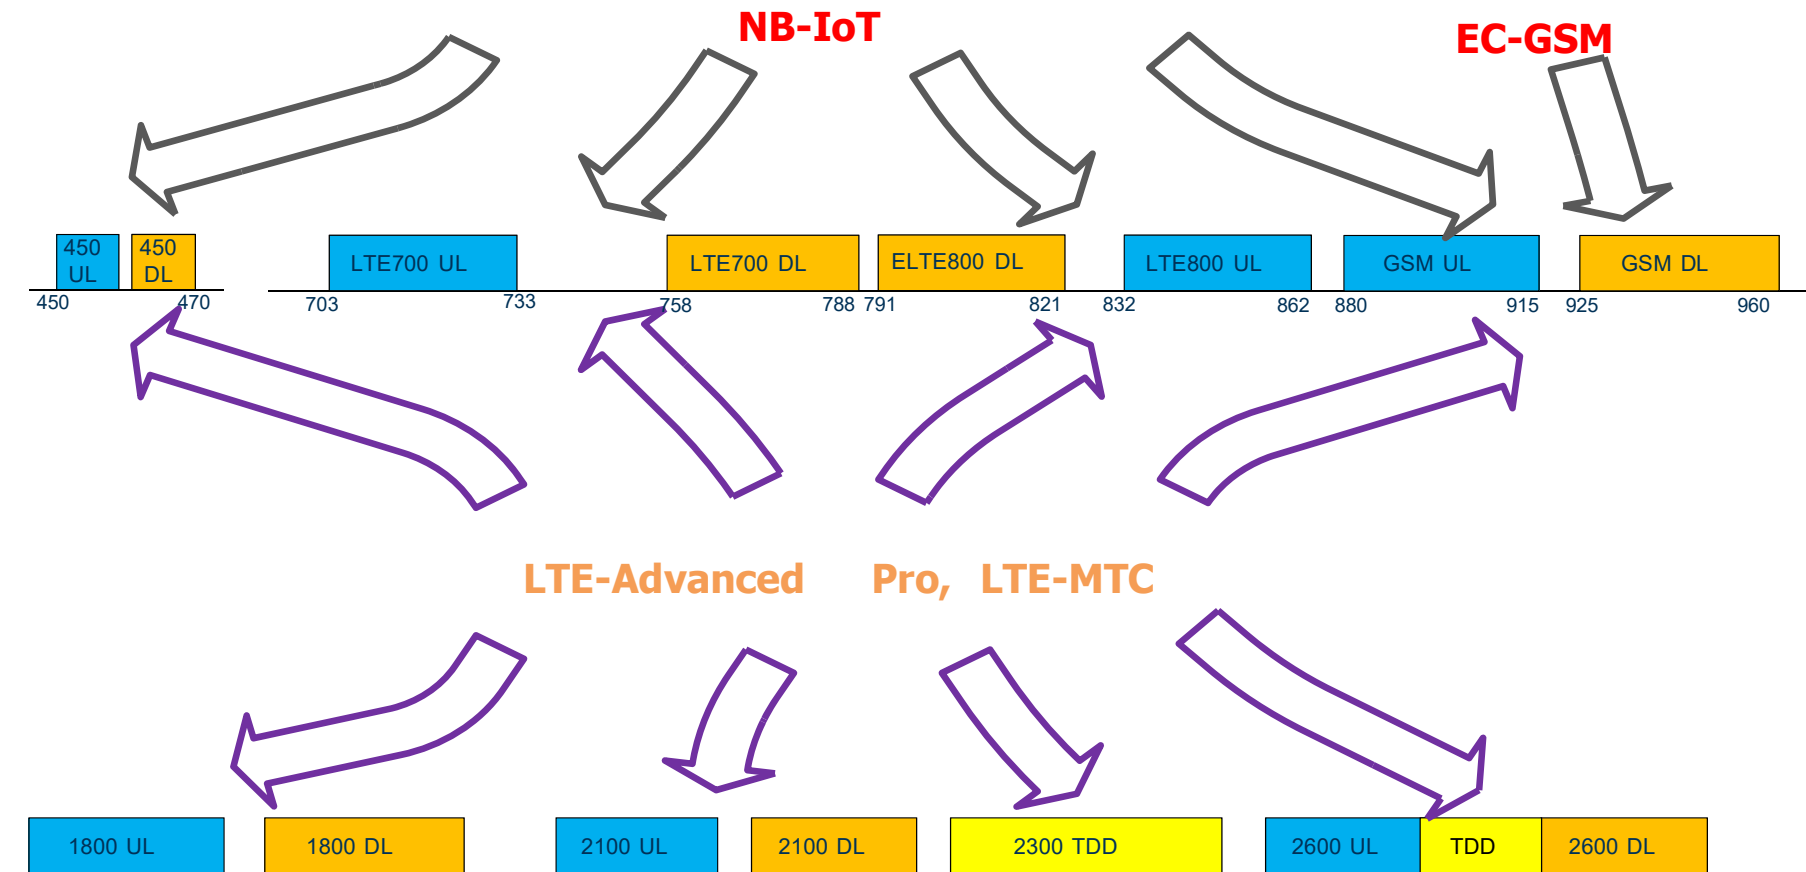 NB-IoT
EC-GSM
450 UL
450 DL
LTE700 UL
LTE700 DL
ELTE800 DL
LTE800 UL
GSM UL
GSM DL
450
470
703
733
758
788
791
821
832
862
880
915
925
960
LTE-Advanced Pro, LTE-MTC
1800 UL
1800 DL
2100 UL
2100 DL
2300 TDD
2600 UL
TDD
2600 DL